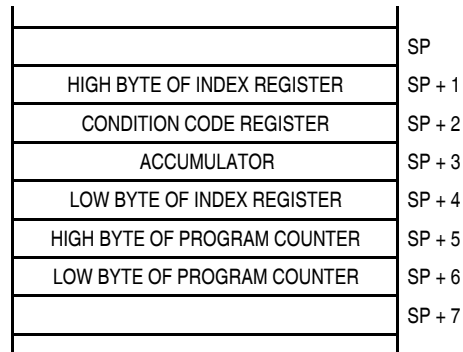 SP
HIGH BYTE OF INDEX REGISTER SP + 1
CONDITION CODE REGISTER SP + 2
ACCUMULATOR SP + 3
LOW BYTE OF INDEX REGISTER SP + 4
HIGH BYTE OF PROGRAM COUNTER SP + 5
LOW BYTE OF PROGRAM COUNTER SP + 6
SP + 7